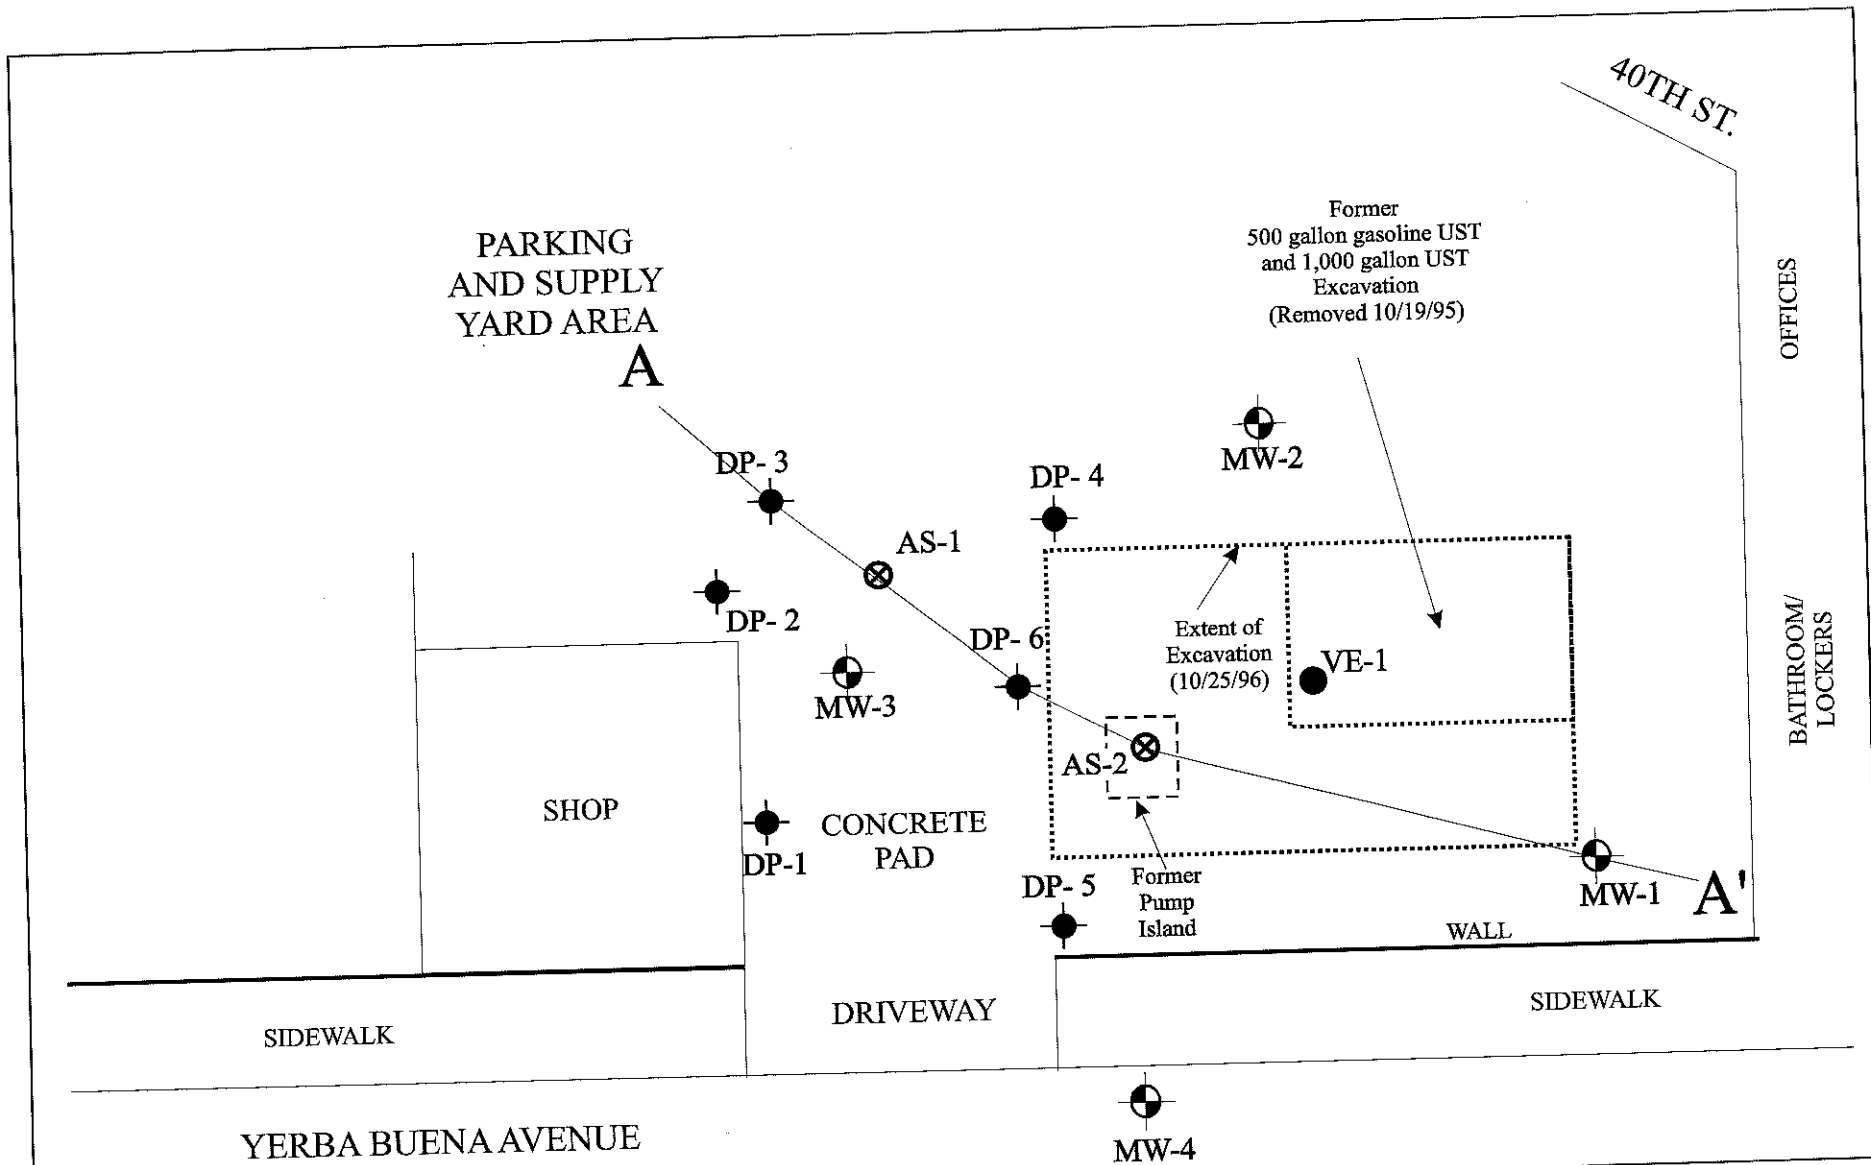 40TH ST.
Former
500 gallon gasoline UST
and 1,000 gallon UST
Excavation
(Removed 10/19/95)
PARKING
AND SUPPLY
YARD AREA
A
OFFICES
MW-2
DP- 3
DP- 4
AS-1
DP- 2
DP- 6
Extent of
Excavation
(10/25/96)
VE-1
BATHROOM/
LOCKERS
MW-3
AS-2
SHOP
CONCRETE
PAD
DP-1
DP- 5
Former
Pump
Island
MW-1
A'
WALL
DRIVEWAY
SIDEWALK
SIDEWALK
YERBA BUENA AVENUE
MW-4